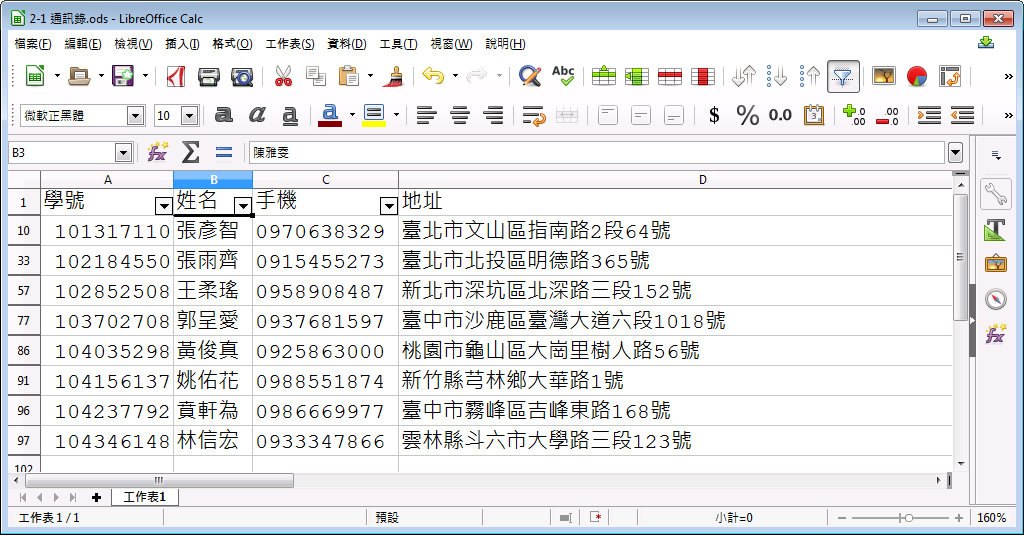 2-1 通訊錄.ods - LibreOffice Calc
檔案(F) 編輯(E) 檢視(V) 插入(I) 格式(O) 工作表(S) 資料(D) 工具(T) 視窗(W) 說明(H)
Abc
微軟正黑體 10 a a a a $ % 0.0 3 .0 .00 .00 .0
B3 fx Σ = 陳雅雯
A B C D
1 學號 姓名 手機 地址
10 101317110 張彥智 0970638329 臺北市文山區指南路2段64號
33 102184550 張雨齊 0915455273 臺北市北投區明德路365號
57 102852508 王柔瑤 0958908487 新北市深坑區北深路三段152號
77 103702708 郭呈愛 0937681597 臺中市沙鹿區臺灣大道六段1018號
86 104035298 黃俊真 0925863000 桃園市龜山區大崗里樹人路56號
91 104156137 姚佑花 0988551874 新竹縣芎林鄉大華路1號
96 104237792 賁軒為 0986669977 臺中市霧峰區吉峰東路168號
97 104346148 林信宏 0933347866 雲林縣斗六市大學路三段123號
102
工作表1
工作表 1 / 1 預設 小計=0 160%